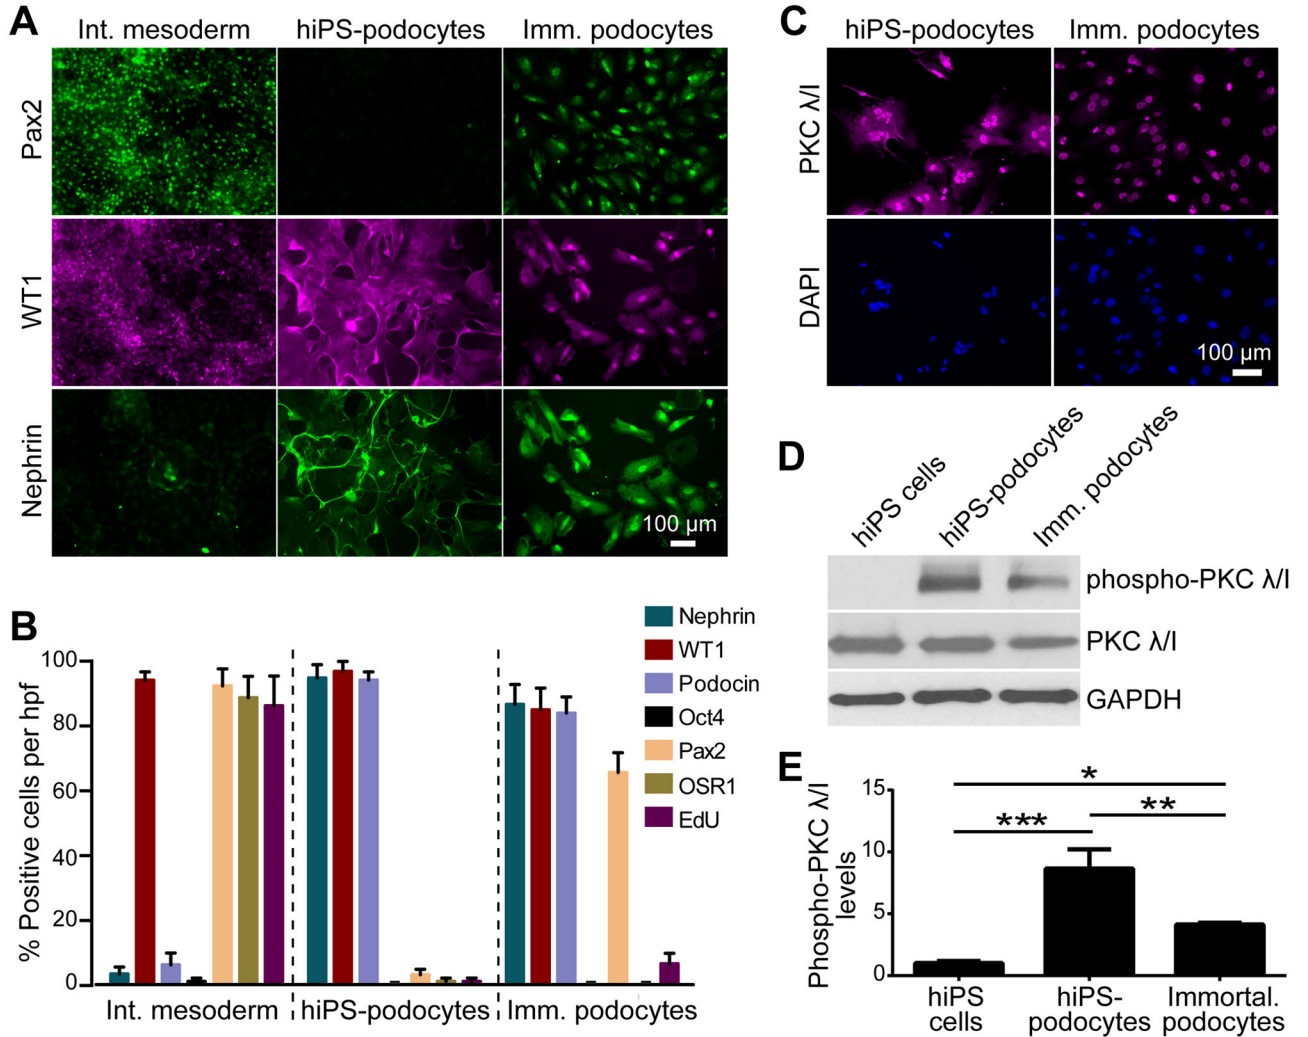 A
Int. mesoderm
hiPS-podocytes
Imm. podocytes
Pax2
WT1
Nephrin
100 µm
B
% Positive cells per hpf
100
80
60
40
20
0
Int. mesoderm
hiPS-podocytes
Imm. podocytes
Nephrin
WT1
Podocin
Oct4
Pax2
OSR1
EdU
C
hiPS-podocytes
Imm. podocytes
PKC λ/I
DAPI
100 µm
D
hiPS cells
hiPS-podocytes
Imm. podocytes
phospho-PKC λ/I
PKC λ/I
GAPDH
E
Phospho-PKC λ/I
levels
15
10
5
0
*
***
**
hiPS
cells
hiPS-
podocytes
Immortal.
podocytes